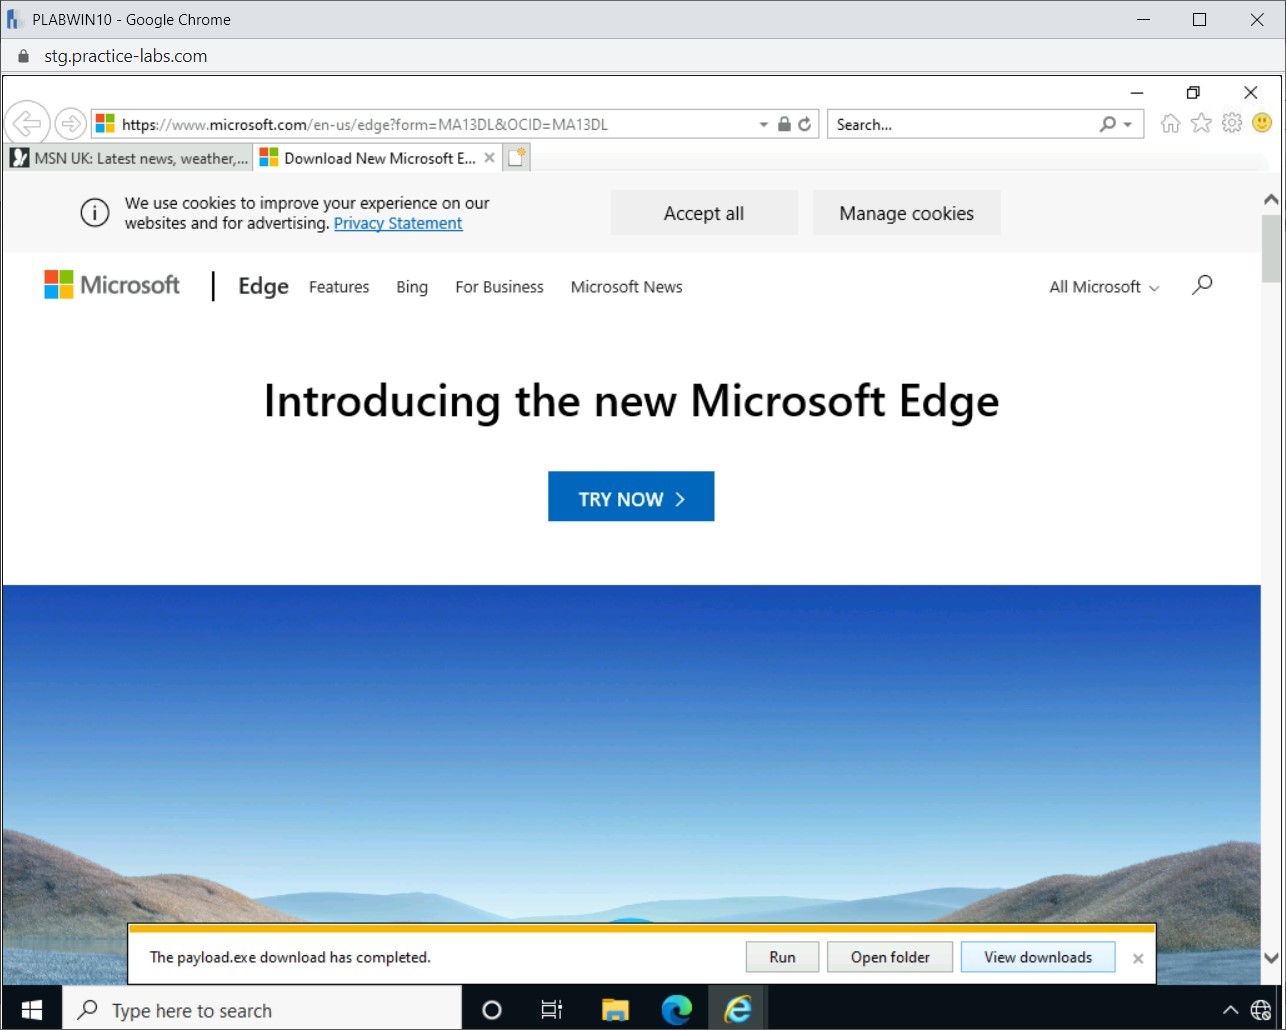 PLABWIN10 - Google Chrome
stg.practice-labs.com
https://www.microsoft.com/en-us/edge?form=MA13DL&OCID=MA13DL
Search...
MSN UK: Latest news, weather,...
Download New Microsoft E...
We use cookies to improve your experience on our
websites and for advertising. Privacy Statement
Accept all
Manage cookies
Microsoft
Edge
Features
Bing
For Business
Microsoft News
All Microsoft
Introducing the new Microsoft Edge
TRY NOW >
The payload.exe download has completed.
Run
Open folder
View downloads
Type here to search